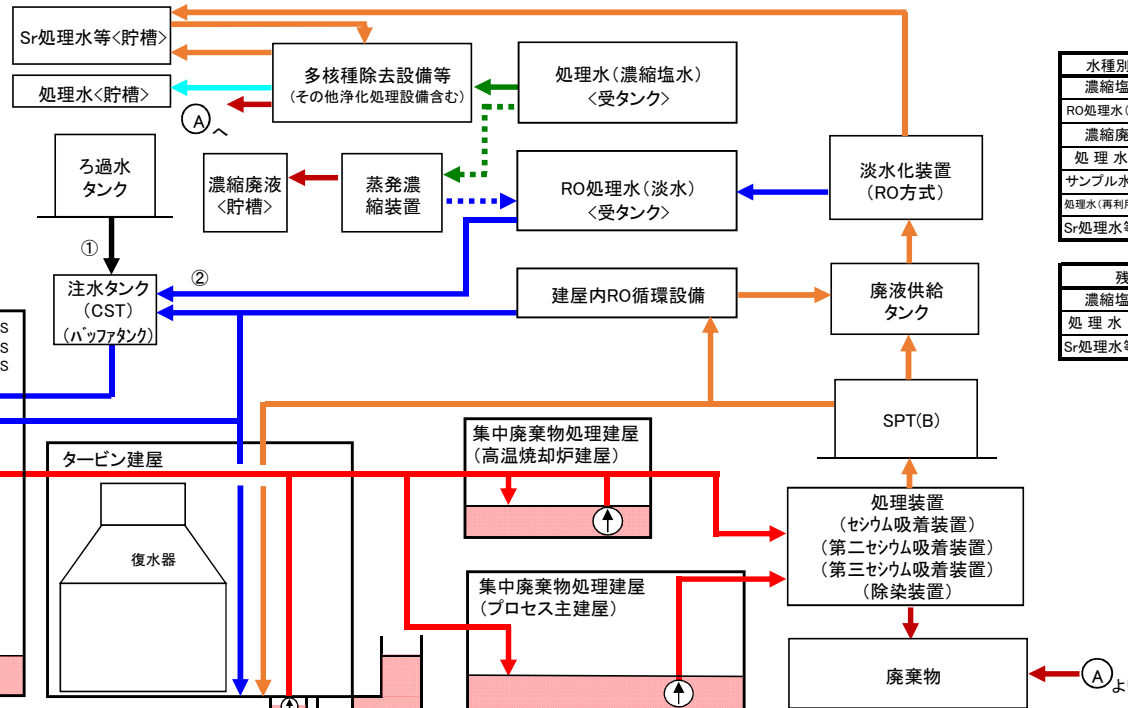 Sr処理水等<貯槽>
処理水<貯槽>
多核種除去設備等
(その他浄化処理設備含む)
Aへ
処理水(濃縮塩水)
<受タンク>
ろ過水
タンク
①
濃縮廃液
<貯槽>
蒸発濃
縮装置
RO処理水(淡水)
<受タンク>
淡水化装置
(RO方式)
注水タンク
(CST)
(バッファタンク)
②
建屋内RO循環設備
廃液供給
タンク
SPT(B)
S
S
S
タービン建屋
復水器
集中廃棄物処理建屋
(高温焼却炉建屋)
集中廃棄物処理建屋
(プロセス主建屋)
処理装置
(セシウム吸着装置)
(第二セシウム吸着装置)
(第三セシウム吸着装置)
(除染装置)
廃棄物
Aよ
水種別
濃縮塩
RO処理水(
濃縮廃
処理水
サンプル水
処理水(再利用
Sr処理水等
残
濃縮塩
処理水
Sr処理水等